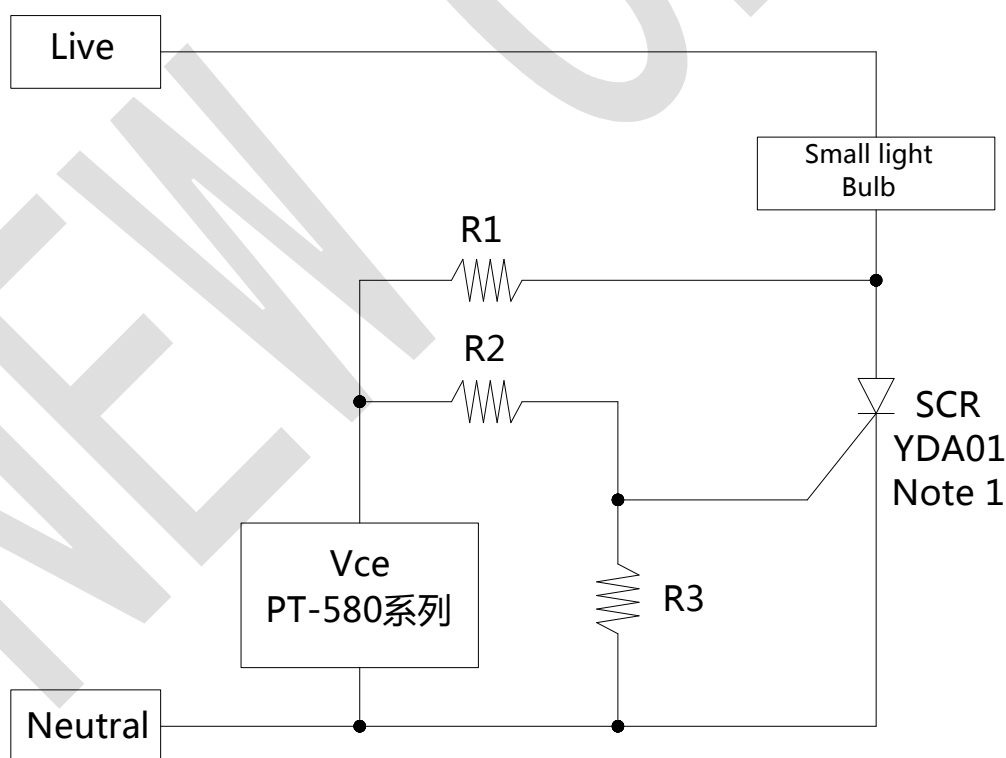 Live
Small light
Bulb
R1
R2
SCR
YDA01
Note 1
Vce
PT-580系列
R3
Neutral
NEW